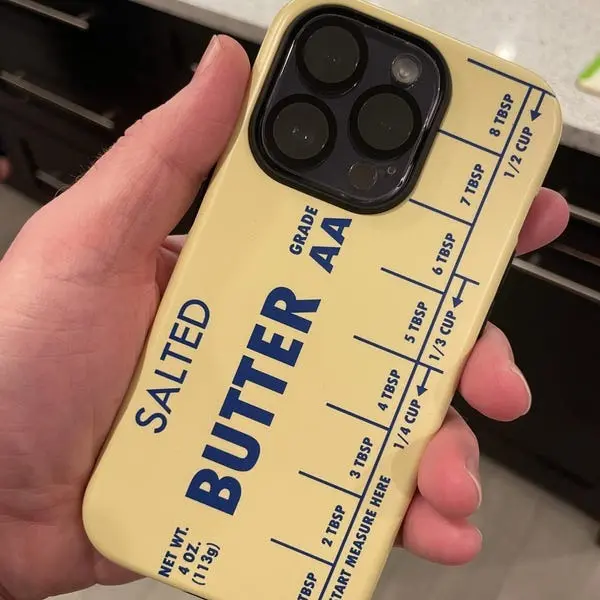 SALTED
BUTTER
GRADE
AA
NET WT.
4 OZ.
(113g)
8 TBSP
7 TBSP
6 TBSP
5 TBSP
4 TBSP
3 TBSP
2 TBSP
TBSP
1/2 CUP
1/3 CUP
1/4 CUP
TART MEASURE HERE